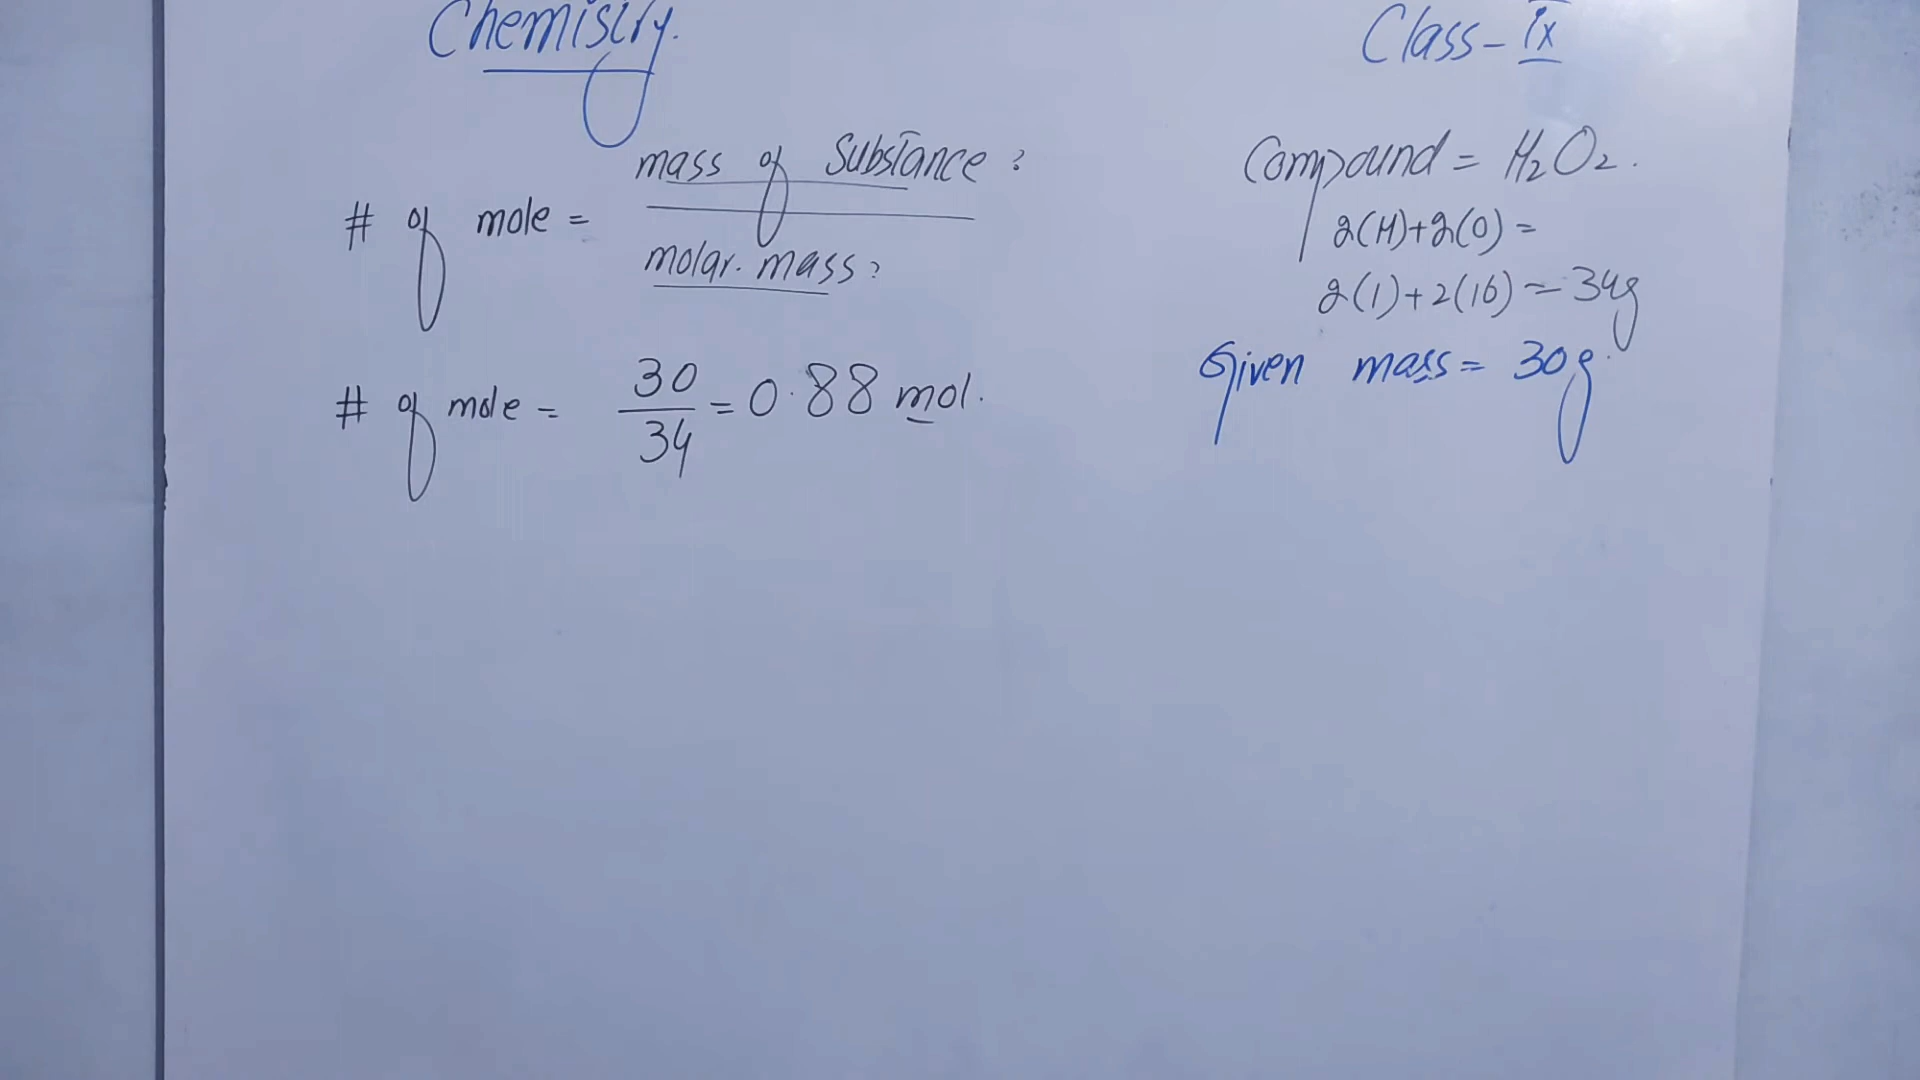 Chemistry.
Class - IX
# of mole = mass of Substance ?
molar. mass ?
Compound = H₂O₂.
2(H)+2(O) =
2(1)+2(16) = 34g
Given mass = 30g.
# of mole = 30/34 = 0.88 mol.